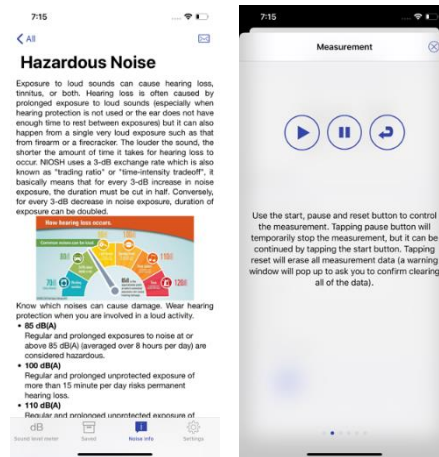 7:15
All
Hazardous Noise
Exposure to loud sounds can cause hearing loss,
tinnitus, or both. Hearing loss is often caused by
prolonged exposure to loud sounds (especially when
hearing protection is not used or the ear does not have
enough time to rest between exposures) but it can also
happen from a single very loud exposure such as that
from firearm or a firecracker. The louder the sound, the
shorter the amount of time it takes for hearing loss to
occur. NIOSH uses a 3-dB exchange rate which is also
known as "trading ratio" or "time-intensity tradeoff", it
basically means that for every 3-dB increase in noise
exposure, the duration must be cut in half. Conversely,
for every 3-dB decrease in noise exposure, duration of
exposure can be doubled.
How hearing loss occurs.
Know which noises can cause damage. Wear hearing
protection when you are involved in a loud activity.
• 85 dB(A)
Regular and prolonged exposures to noise at or
above 85 dB(A) (averaged over 8 hours per day) are
considered hazardous.
• 100 dB(A)
Regular and prolonged unprotected exposure of
more than 15 minute per day risks permanent
hearing loss.
• 110 dB(A)
Regular and prolonged unprotected exposure of
dB
Sound level meter
Saved
Noise info
Settings
7:15
Measurement
Use the start, pause and reset button to control
the measurement. Tapping pause button will
temporarily stop the measurement, but it can be
continued by tapping the start button. Tapping
reset will erase all measurement data (a warning
window will pop up to ask you to confirm clearing
all of the data).